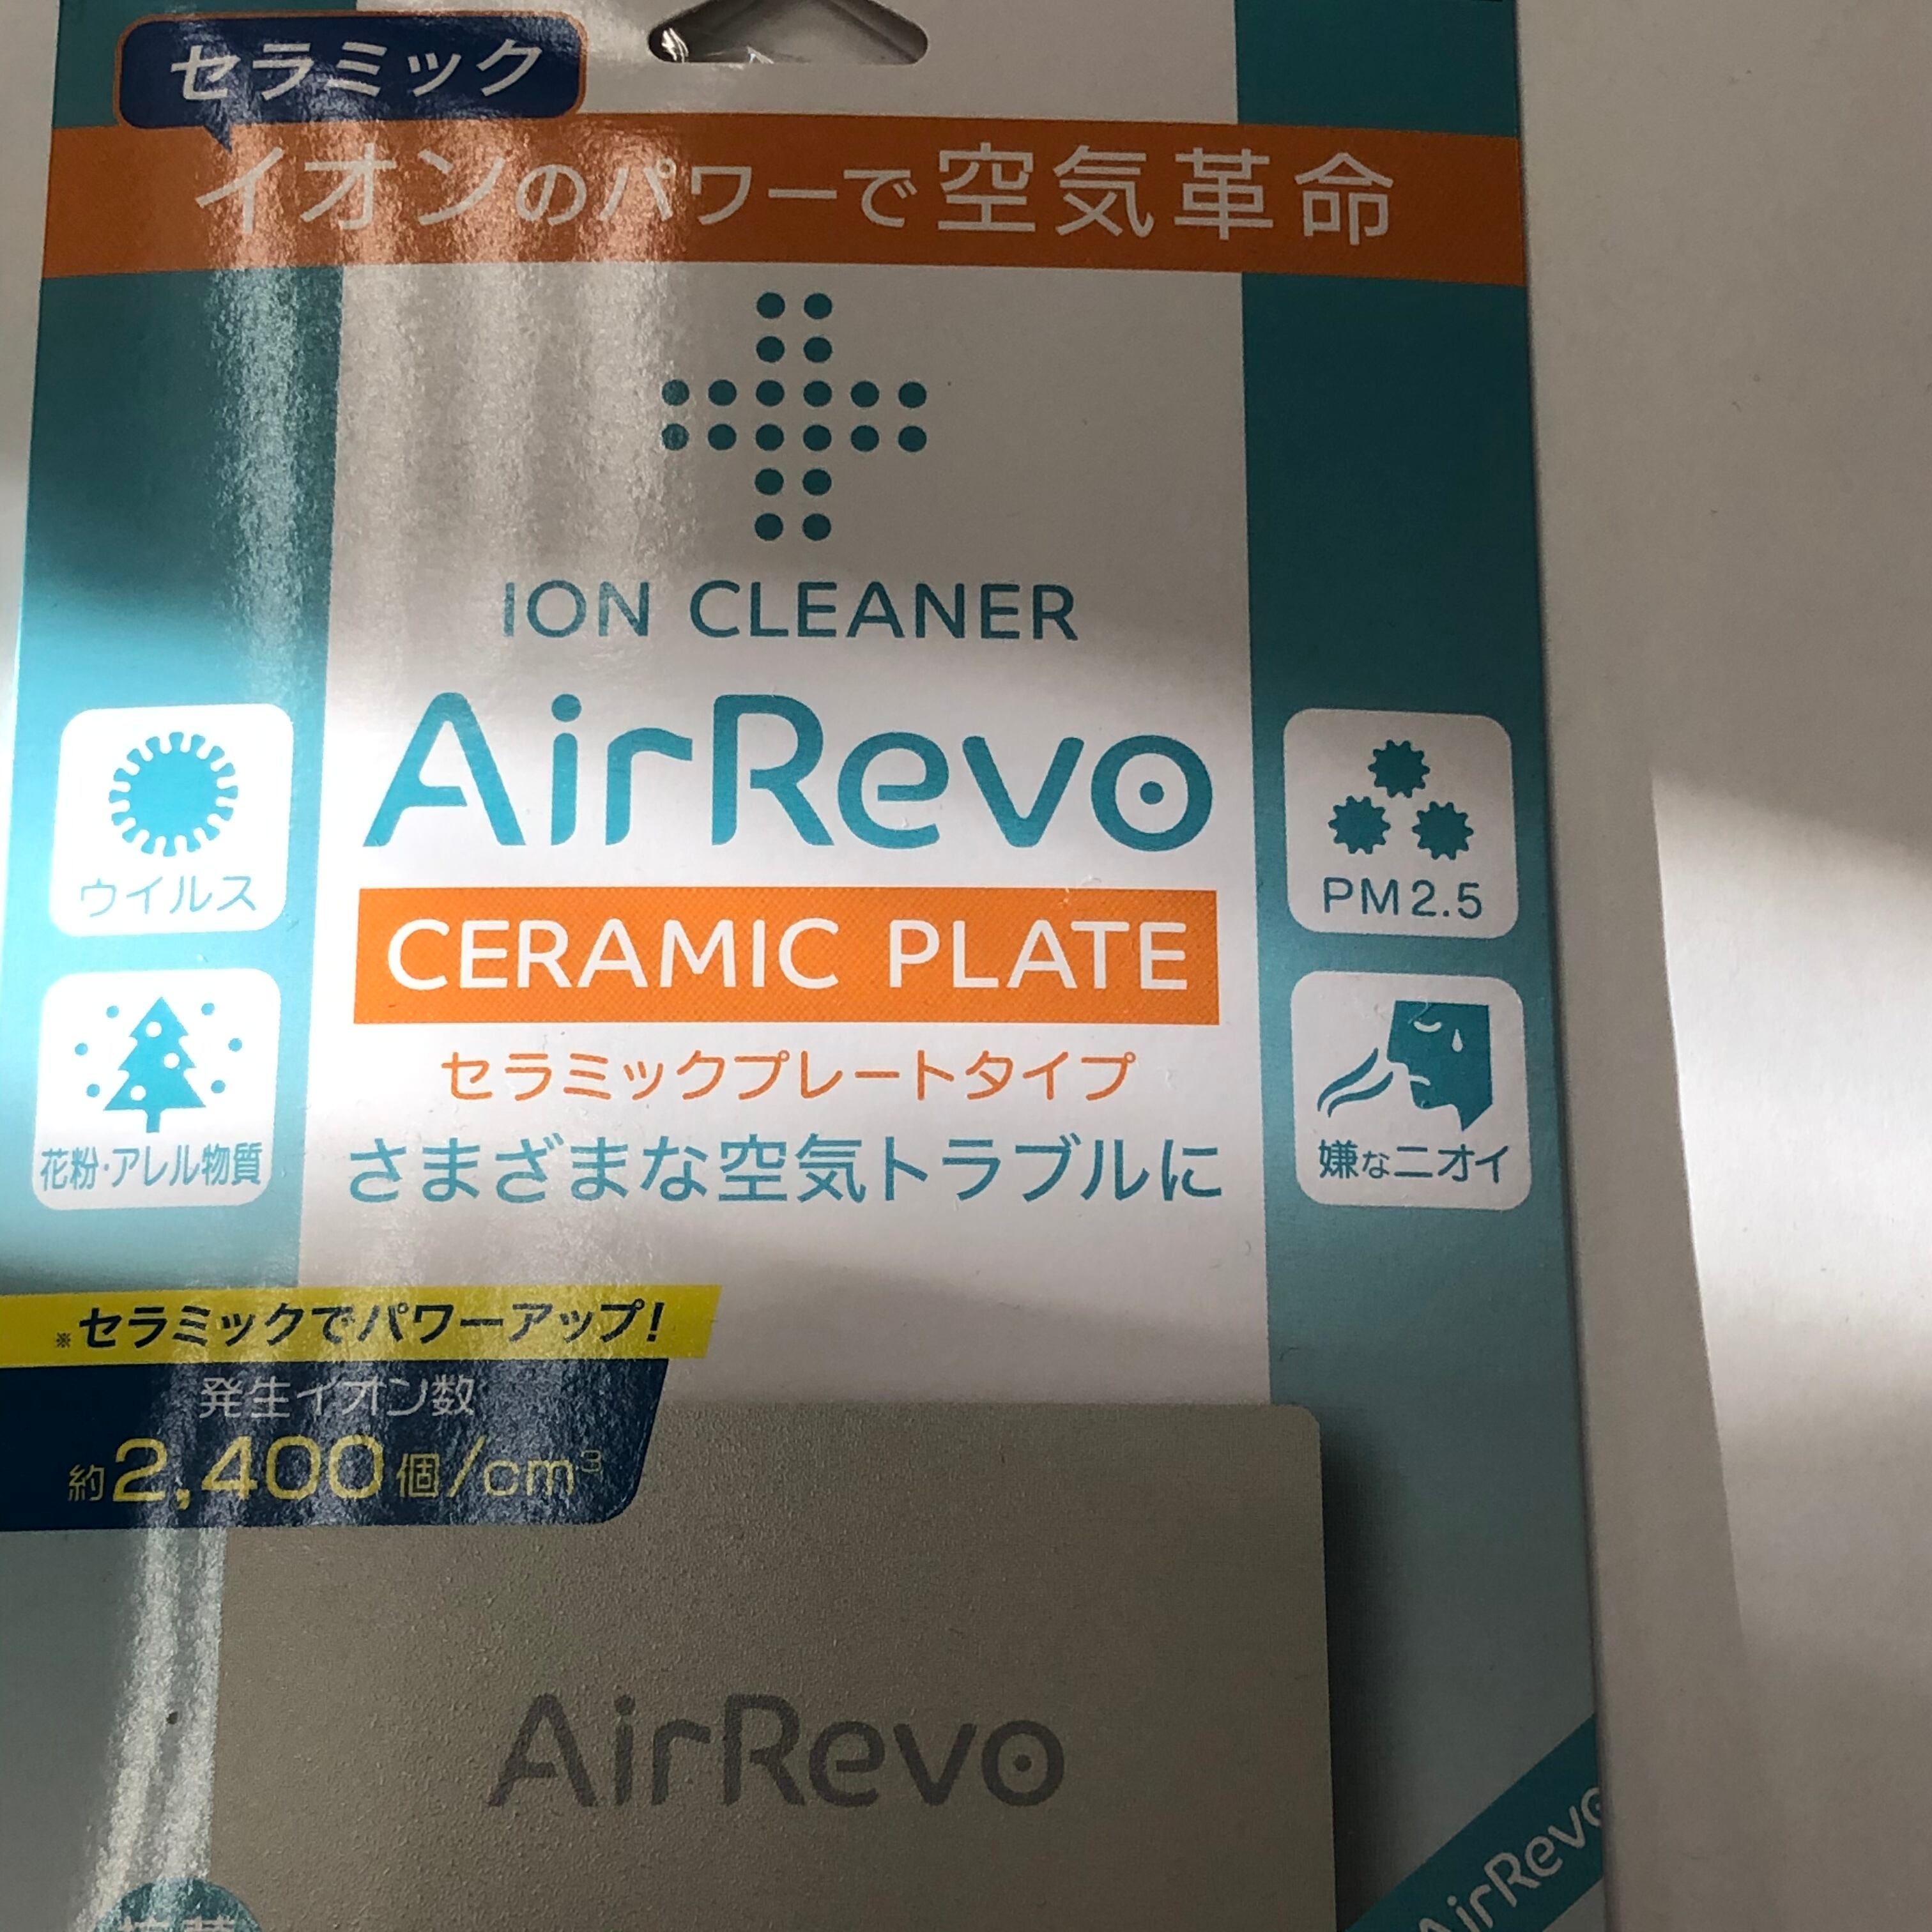 セラミック
イオンのパワーで空気革命
ION CLEANER
AirRevo
CERAMIC PLATE
セラミックプレートタイプ
さまざまな空気トラブルに
ウイルス
花粉・アレル物質
PM2.5
嫌なニオイ
※セラミックでパワーアップ!
発生イオン数
約2,400個/cm³
AirRevo
AirRevo